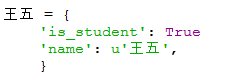 王五 = {
'is_student': True
'name': u'王五',
}